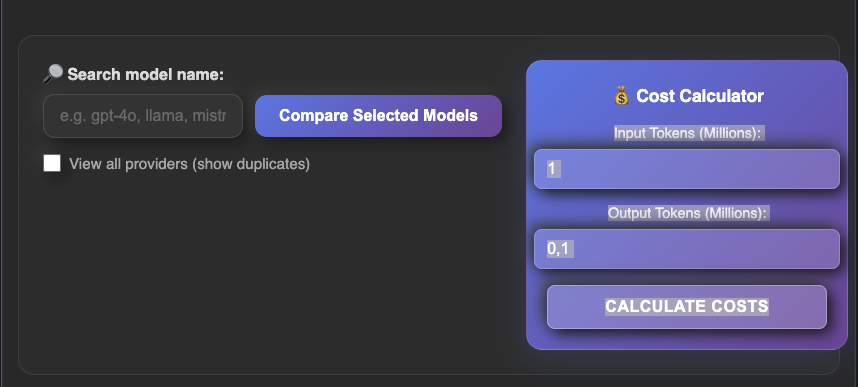 🔎 Search model name:
e.g. gpt-4o, llama, mistr
Compare Selected Models
View all providers (show duplicates)
💰 Cost Calculator
Input Tokens (Millions):
1
Output Tokens (Millions):
0,1
CALCULATE COSTS